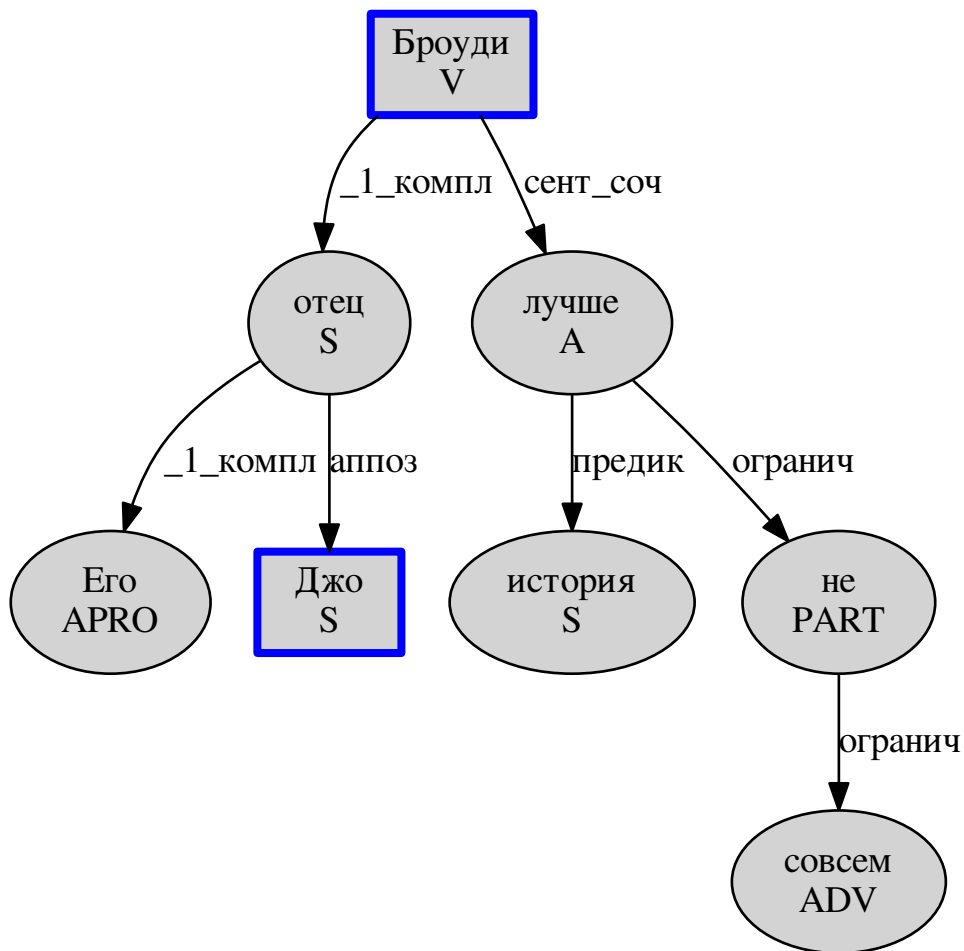 Броуди
V
_1_компл
сент_соч
отец
S
лучше
A
_1_компл
аппоз
предик
огранич
Его
APRO
Джо
S
история
S
не
PART
огранич
совсем
ADV